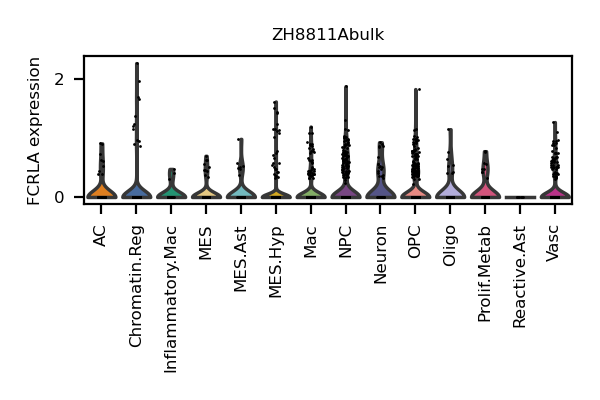 ZH8811Abulk
FCRLA expression
2
0
AC
Chromatin.Reg
Inflammatory.Mac
MES
MES.Ast
MES.Hyp
Mac
NPC
Neuron
OPC
Oligo
Prolif.Metab
Reactive.Ast
Vasc